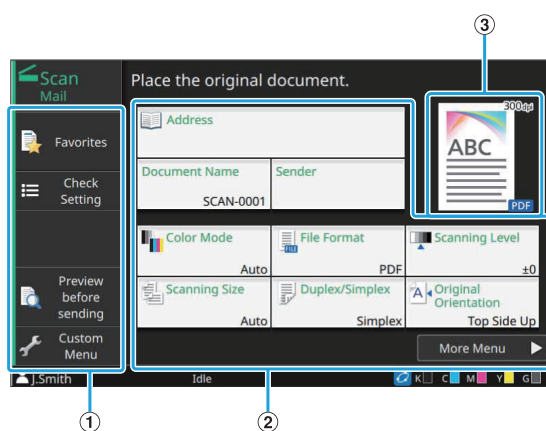 ③
Scan
Mail
Place the original document.
300dpi
ABC
PDF
Favorites
Check
Setting
Preview
before
sending
Custom
Menu
Address
Document Name
SCAN-0001
Sender
Color Mode
Auto
File Format
FILE
PDF
Scanning Level
±0
Scanning Size
Auto
Duplex/Simplex
Simplex
A
Original
Orientation
Top Side Up
More Menu
J.Smith
Idle
K C M Y G
① ②